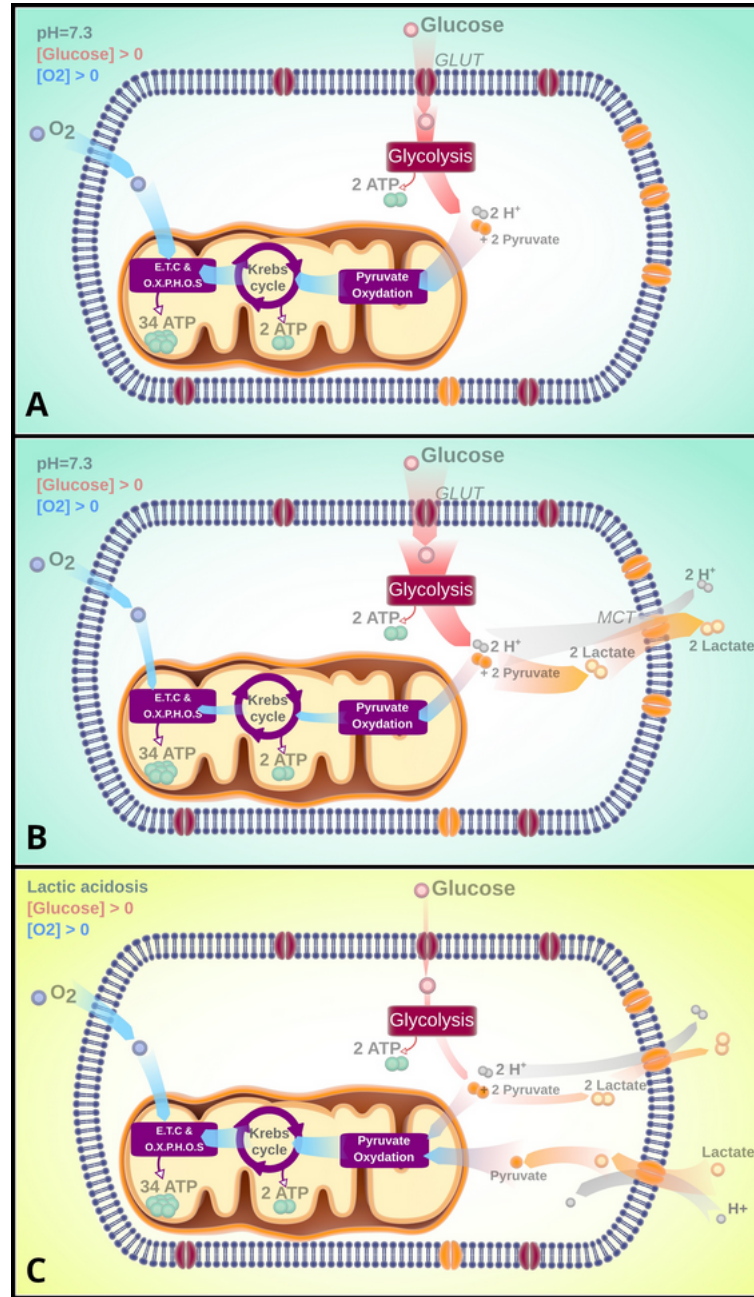 pH=7.3
[Glucose] > 0
[O2] > 0
Glucose
GLUT
O2
Glycolysis
2 ATP
2 H+
+ 2 Pyruvate
E.T.C &
O.X.P.H.O.S
Krebs
cycle
Pyruvate
Oxydation
34 ATP
2 ATP
A
pH=7.3
[Glucose] > 0
[O2] > 0
Glucose
GLUT
O2
Glycolysis
2 ATP
2 H+
MCT
2 H+
+ 2 Pyruvate
2 Lactate
2 Lactate
E.T.C &
O.X.P.H.O.S
Krebs
cycle
Pyruvate
Oxydation
34 ATP
2 ATP
B
Lactic acidosis
[Glucose] > 0
[O2] > 0
Glucose
O2
Glycolysis
2 ATP
2 H+
+ 2 Pyruvate
2 Lactate
E.T.C &
O.X.P.H.O.S
Krebs
cycle
Pyruvate
Oxydation
Pyruvate
Lactate
H+
34 ATP
2 ATP
C